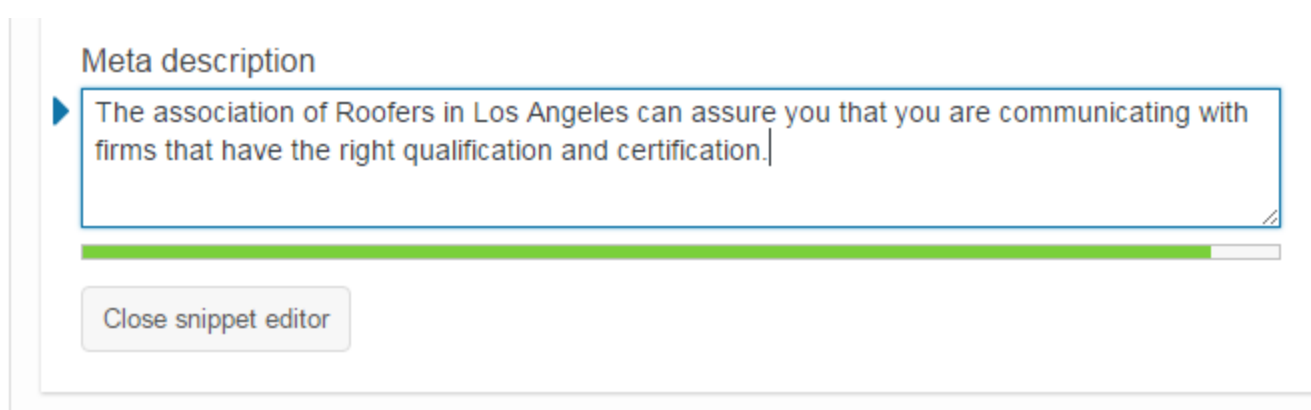 Meta description
The association of Roofers in Los Angeles can assure you that you are communicating with
firms that have the right qualification and certification.
Close snippet editor